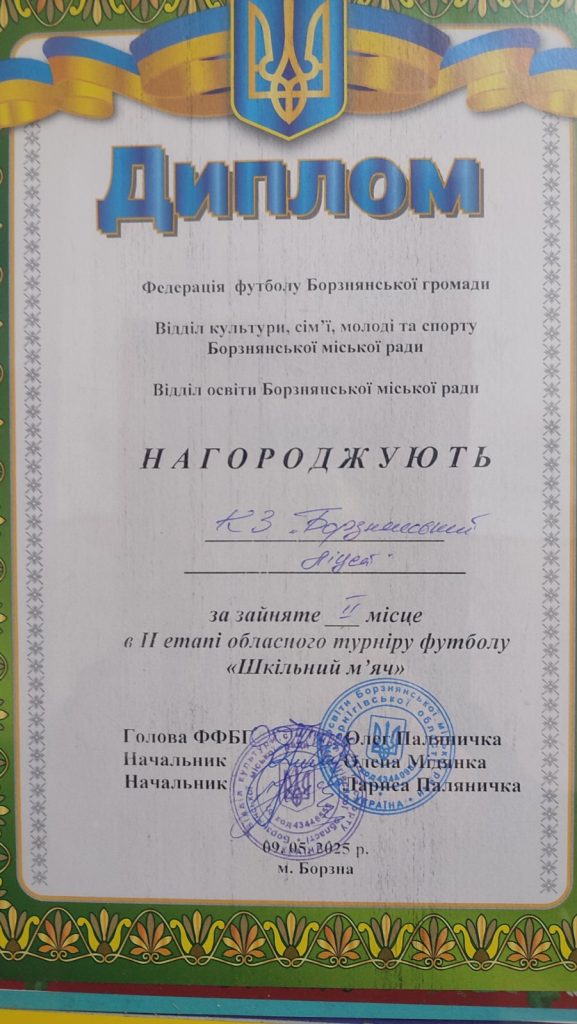 Диплом
Федерація футболу Борзнянської громади
Відділ культури, сім’ї, молоді та спорту
Борзнянської міської ради
Відділ освіти Борзнянської міської ради
НАГОРОДЖУЮТЬ
КЗ „Борзнянський
ліцей"
за зайняте II місце
в ІІ етапі обласного турніру футболу
«Шкільний м’яч»
Голова ФФБГ Олег Паляничка
Начальник Олена Мідянка
Начальник Лариса Паляничка
09. 05. 2025 р.
м. Борзна